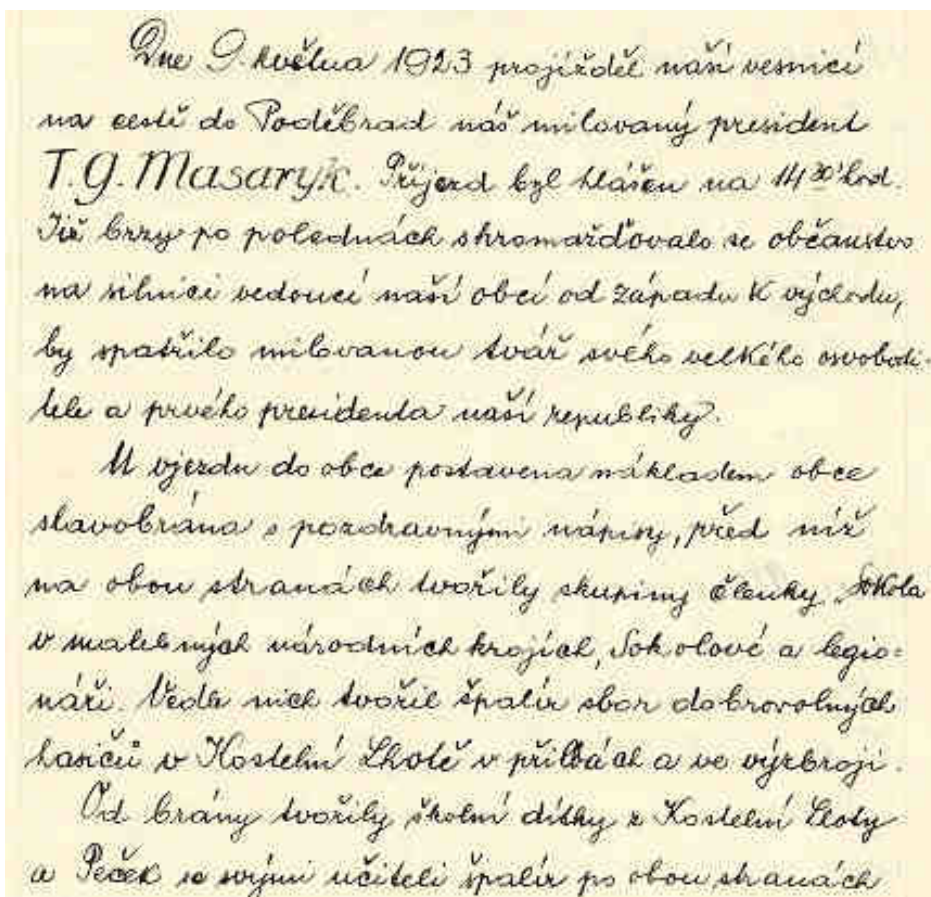 Dne 9. května 1923 projížděl naší vesnicí
na cestě do Poděbrad náš milovaný president
T. G. Masaryk. Příjezd byl hlášen na 14 30 hod.
Již brzy po polednách shromažďovalo se občanstvo
na silnici vedoucí naší obcí od západu k východu,
by spatřilo milovanou tvář svého velkého osvobodi-
tele a prvého presidenta naší republiky.
U vjezdu do obce postavena nákladem obce
slavobrána s pozdravnými nápisy, před níž
na obou stranách tvořily skupiny členky Sokola
v malebných národních krojích, Sokolové a legio-
náři. Vedle nich tvořil špalír sbor dobrovolných
hasičů v Kostelní Lhotě v přilbách a ve výzbroji.
Od brány tvořily školní dítky z Kostelní Lhoty
a Peček se svými učiteli špalír po obou stranách